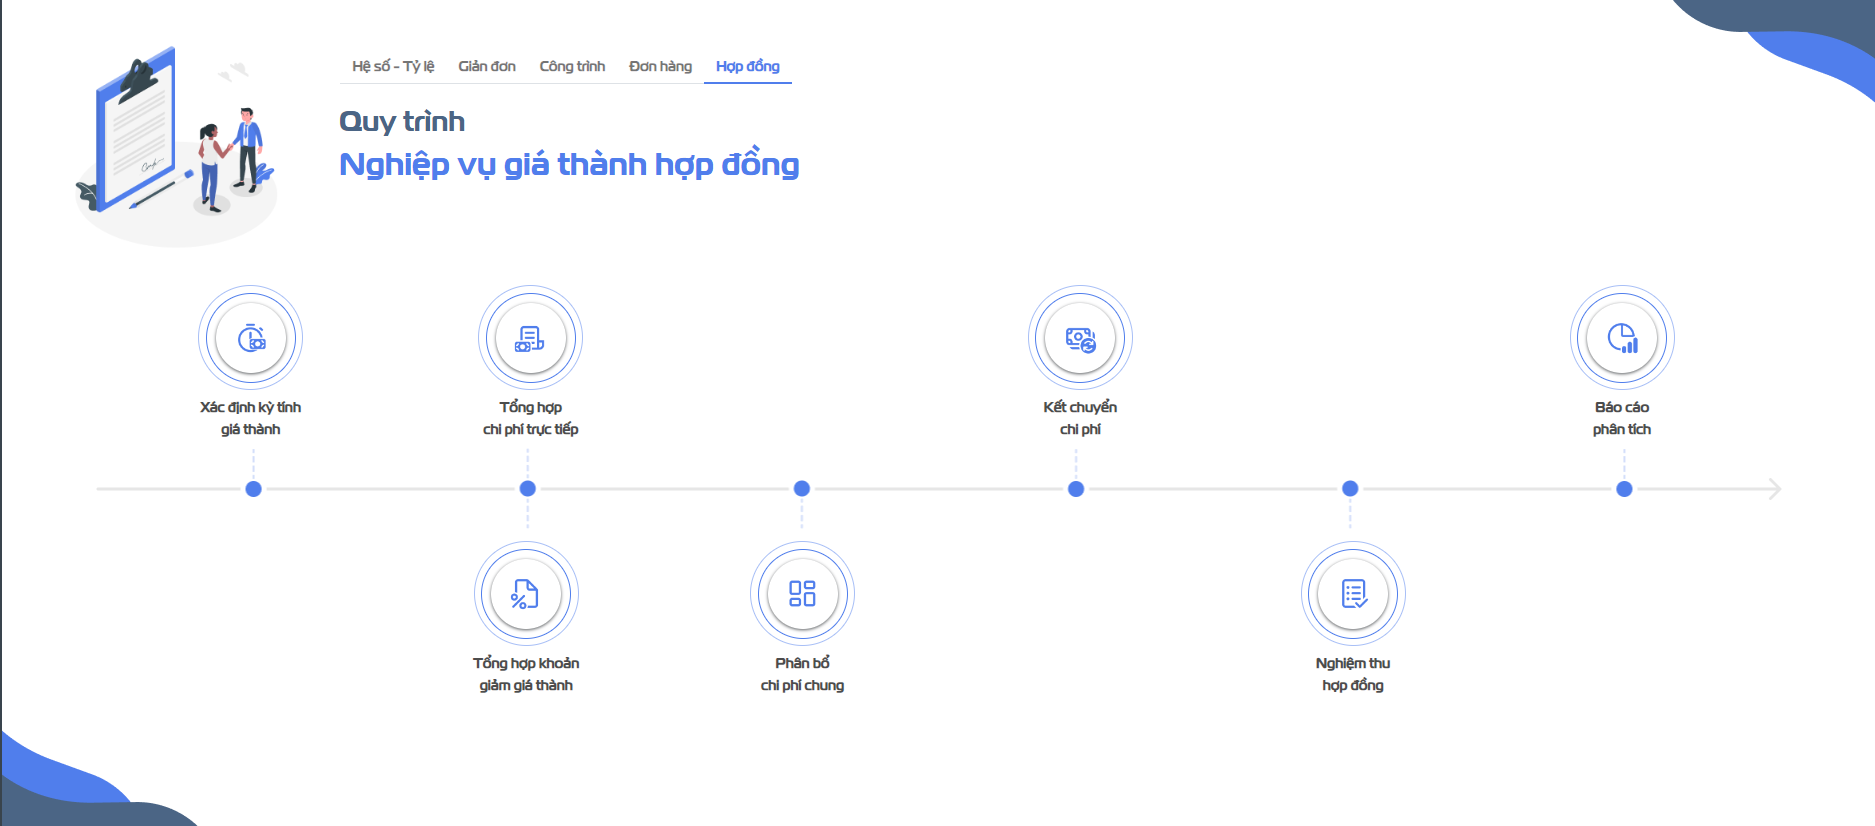 Hệ số - Tỷ lệ
Giản đơn
Công trình
Đơn hàng
Hợp đồng
Quy trình
Nghiệp vụ giá thành hợp đồng
Xác định kỳ tính
giá thành
Tổng hợp
chi phí trực tiếp
Kết chuyển
chi phí
Báo cáo
phân tích
Tổng hợp khoản
giảm giá thành
Phân bổ
chi phí chung
Nghiệm thu
hợp đồng